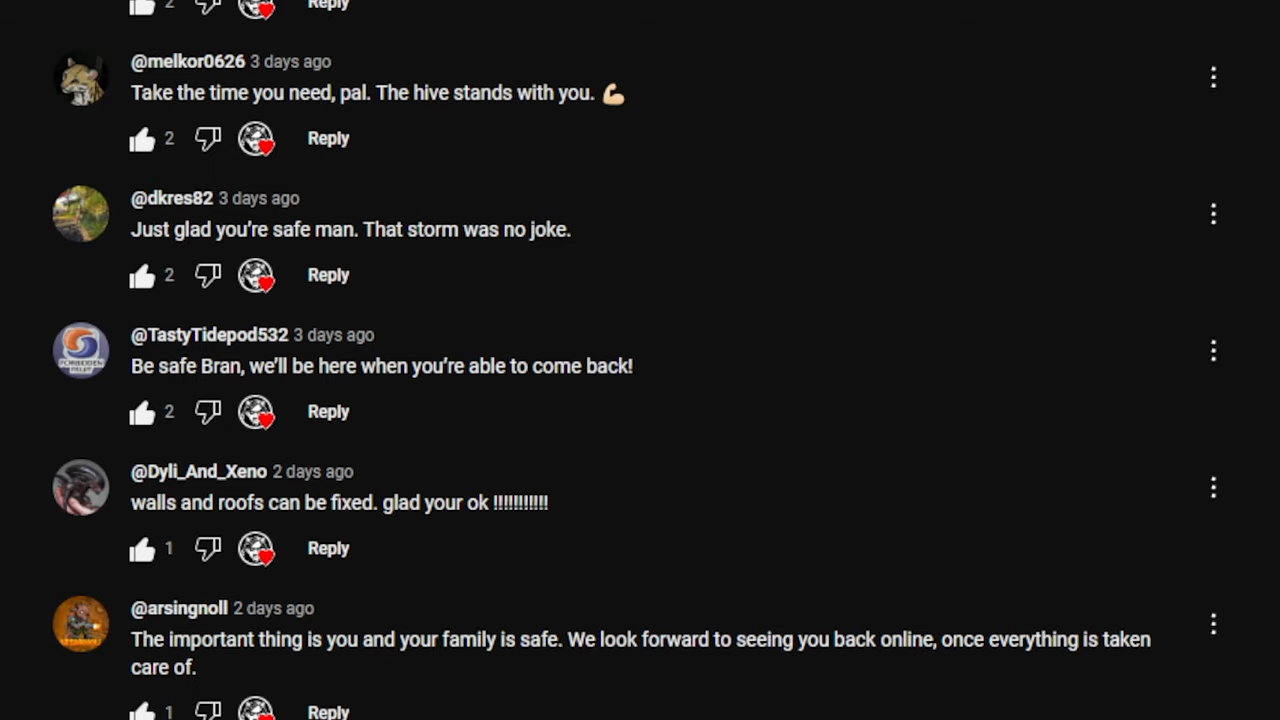 2 Reply
@melkor0626 3 days ago
Take the time you need, pal. The hive stands with you. 💪🏼
2 Reply
@dkres82 3 days ago
Just glad you’re safe man. That storm was no joke.
2 Reply
@TastyTidepod532 3 days ago
Be safe Bran, we’ll be here when you’re able to come back!
2 Reply
@Dyli_And_Xeno 2 days ago
walls and roofs can be fixed. glad your ok !!!!!!!!!!!
1 Reply
@arsingnoll 2 days ago
The important thing is you and your family is safe. We look forward to seeing you back online, once everything is taken
care of.
1 Reply